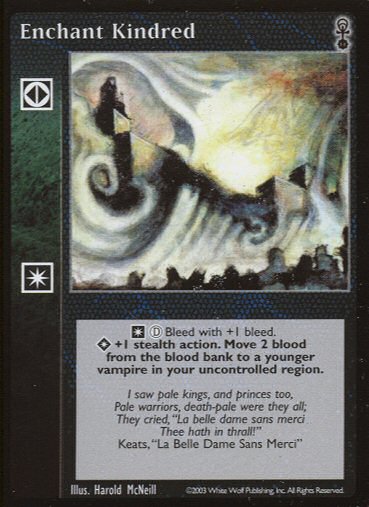 Enchant Kindred
D Bleed with +1 bleed.
+1 stealth action. Move 2 blood
from the blood bank to a younger
vampire in your uncontrolled region.
I saw pale kings, and princes too,
Pale warriors, death-pale were they all;
They cried, "La belle dame sans merci
Thee hath in thrall!"
Keats, "La Belle Dame Sans Merci"
Illus. Harold McNeill
©2003 White Wolf Publishing, Inc. All Rights Reserved.